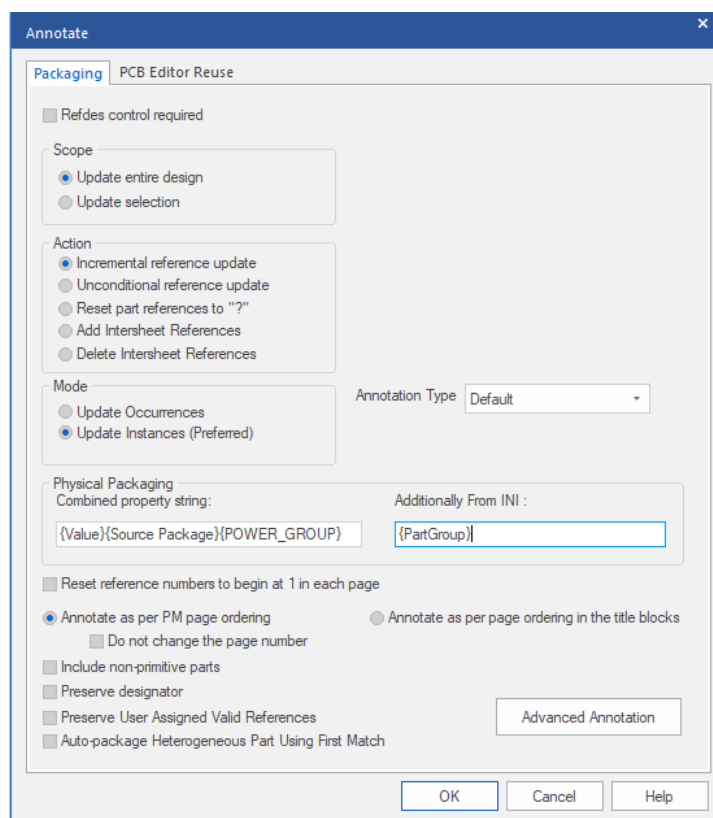 Annotate
Packaging PCB Editor Reuse
Refdes control required
Scope
Update entire design
Update selection
Action
Incremental reference update
Unconditional reference update
Reset part references to "?"
Add Intersheet References
Delete Intersheet References
Mode
Update Occurrences
Update Instances (Preferred)
Annotation Type Default
Physical Packaging
Combined property string: Additionally From INI :
{Value}{Source Package}{POWER_GROUP} {PartGroup}
Reset reference numbers to begin at 1 in each page
Annotate as per PM page ordering Annotate as per page ordering in the title blocks
Do not change the page number
Include non-primitive parts
Preserve designator
Preserve User Assigned Valid References
Auto-package Heterogeneous Part Using First Match
Advanced Annotation
OK Cancel Help